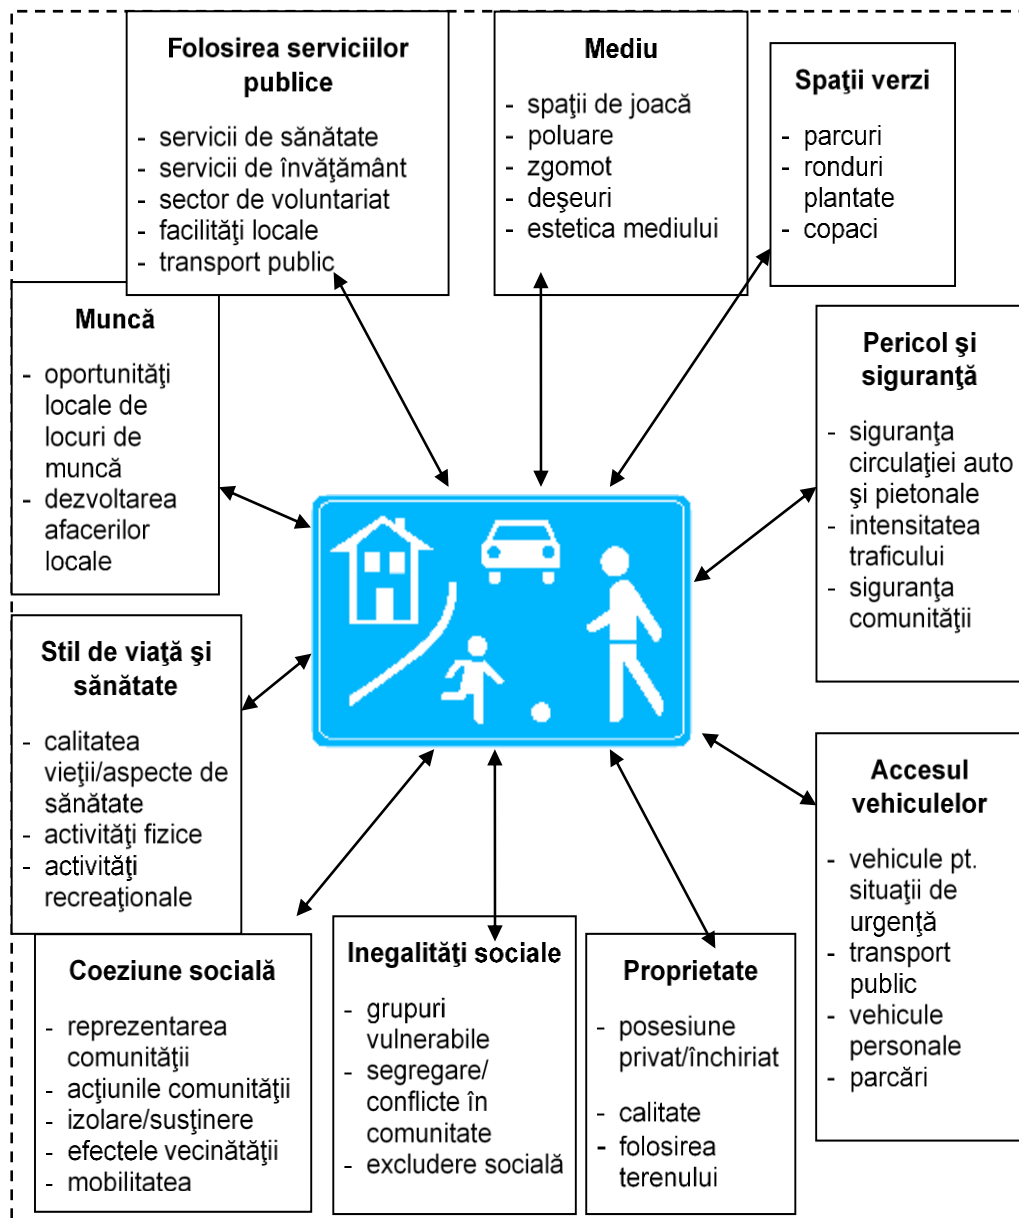 Folosirea serviciilor
publice
- servicii de sănătate
- servicii de învăţământ
- sector de voluntariat
- facilităţi locale
- transport public
Mediu
- spaţii de joacă
- poluare
- zgomot
- deşeuri
- estetica mediului
Spaţii verzi
- parcuri
- ronduri
plantate
- copaci
Muncă
- oportunităţi
locale de
locuri de
muncă
- dezvoltarea
afacerilor
locale
Pericol şi
siguranţă
- siguranţa
circulaţiei auto
şi pietonale
- intensitatea
traficului
- siguranţa
comunităţii
Stil de viaţă şi
sănătate
- calitatea
vieţii/aspecte de
sănătate
- activităţi fizice
- activităţi
recreaţionale
Accesul
vehiculelor
- vehicule pt.
situaţii de
urgenţă
- transport
public
- vehicule
personale
- parcări
Coeziune socială
- reprezentarea
comunităţii
- acţiunile comunităţii
- izolare/susţinere
- efectele vecinătăţii
- mobilitatea
Inegalităţi sociale
- grupuri
vulnerabile
- segregare/
conflicte în
comunitate
- excludere socială
Proprietate
- posesiune
privat/închiriat
- calitate
- folosirea
terenului